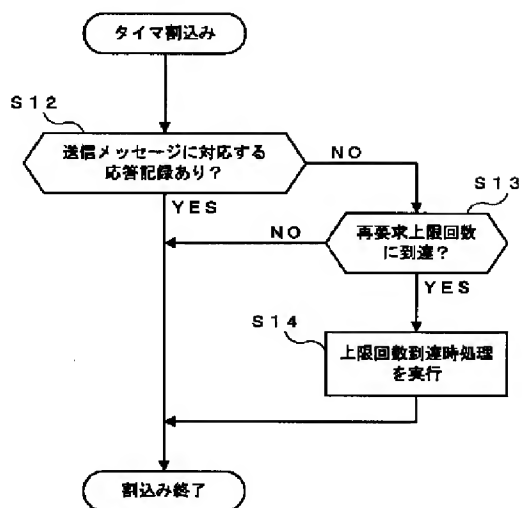 タイマ割込み
S12
送信メッセージに対応する
応答記録あり？
NO
S13
YES
再要求上限回数
に到達？
NO
YES
S14
上限回数到達時処理
を実行
割込み終了